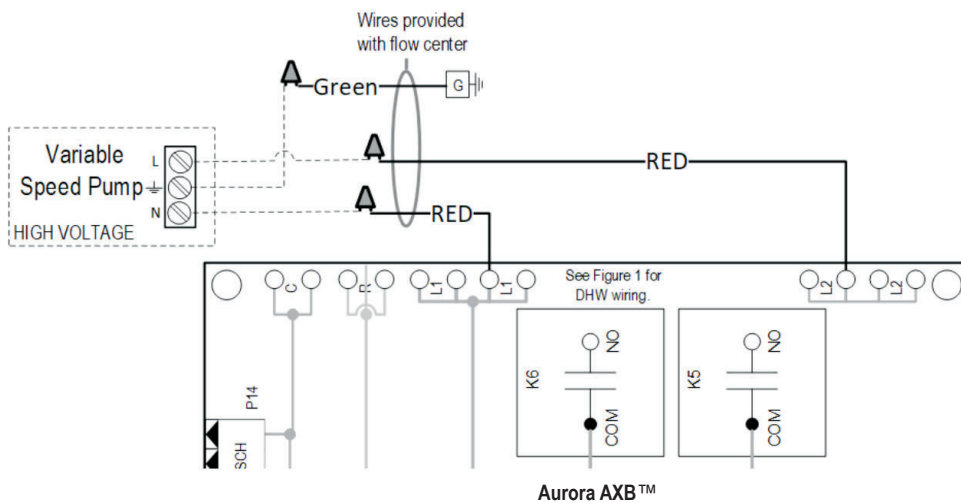 Wires provided
with flow center
Green
G
Variable
Speed Pump
L
N
HIGH VOLTAGE
RED
RED
C
R
L1
L1
See Figure 1 for
DHW wiring.
L2
L2
K6
NO
COM
K5
NO
COM
P14
SCH
Aurora AXB™